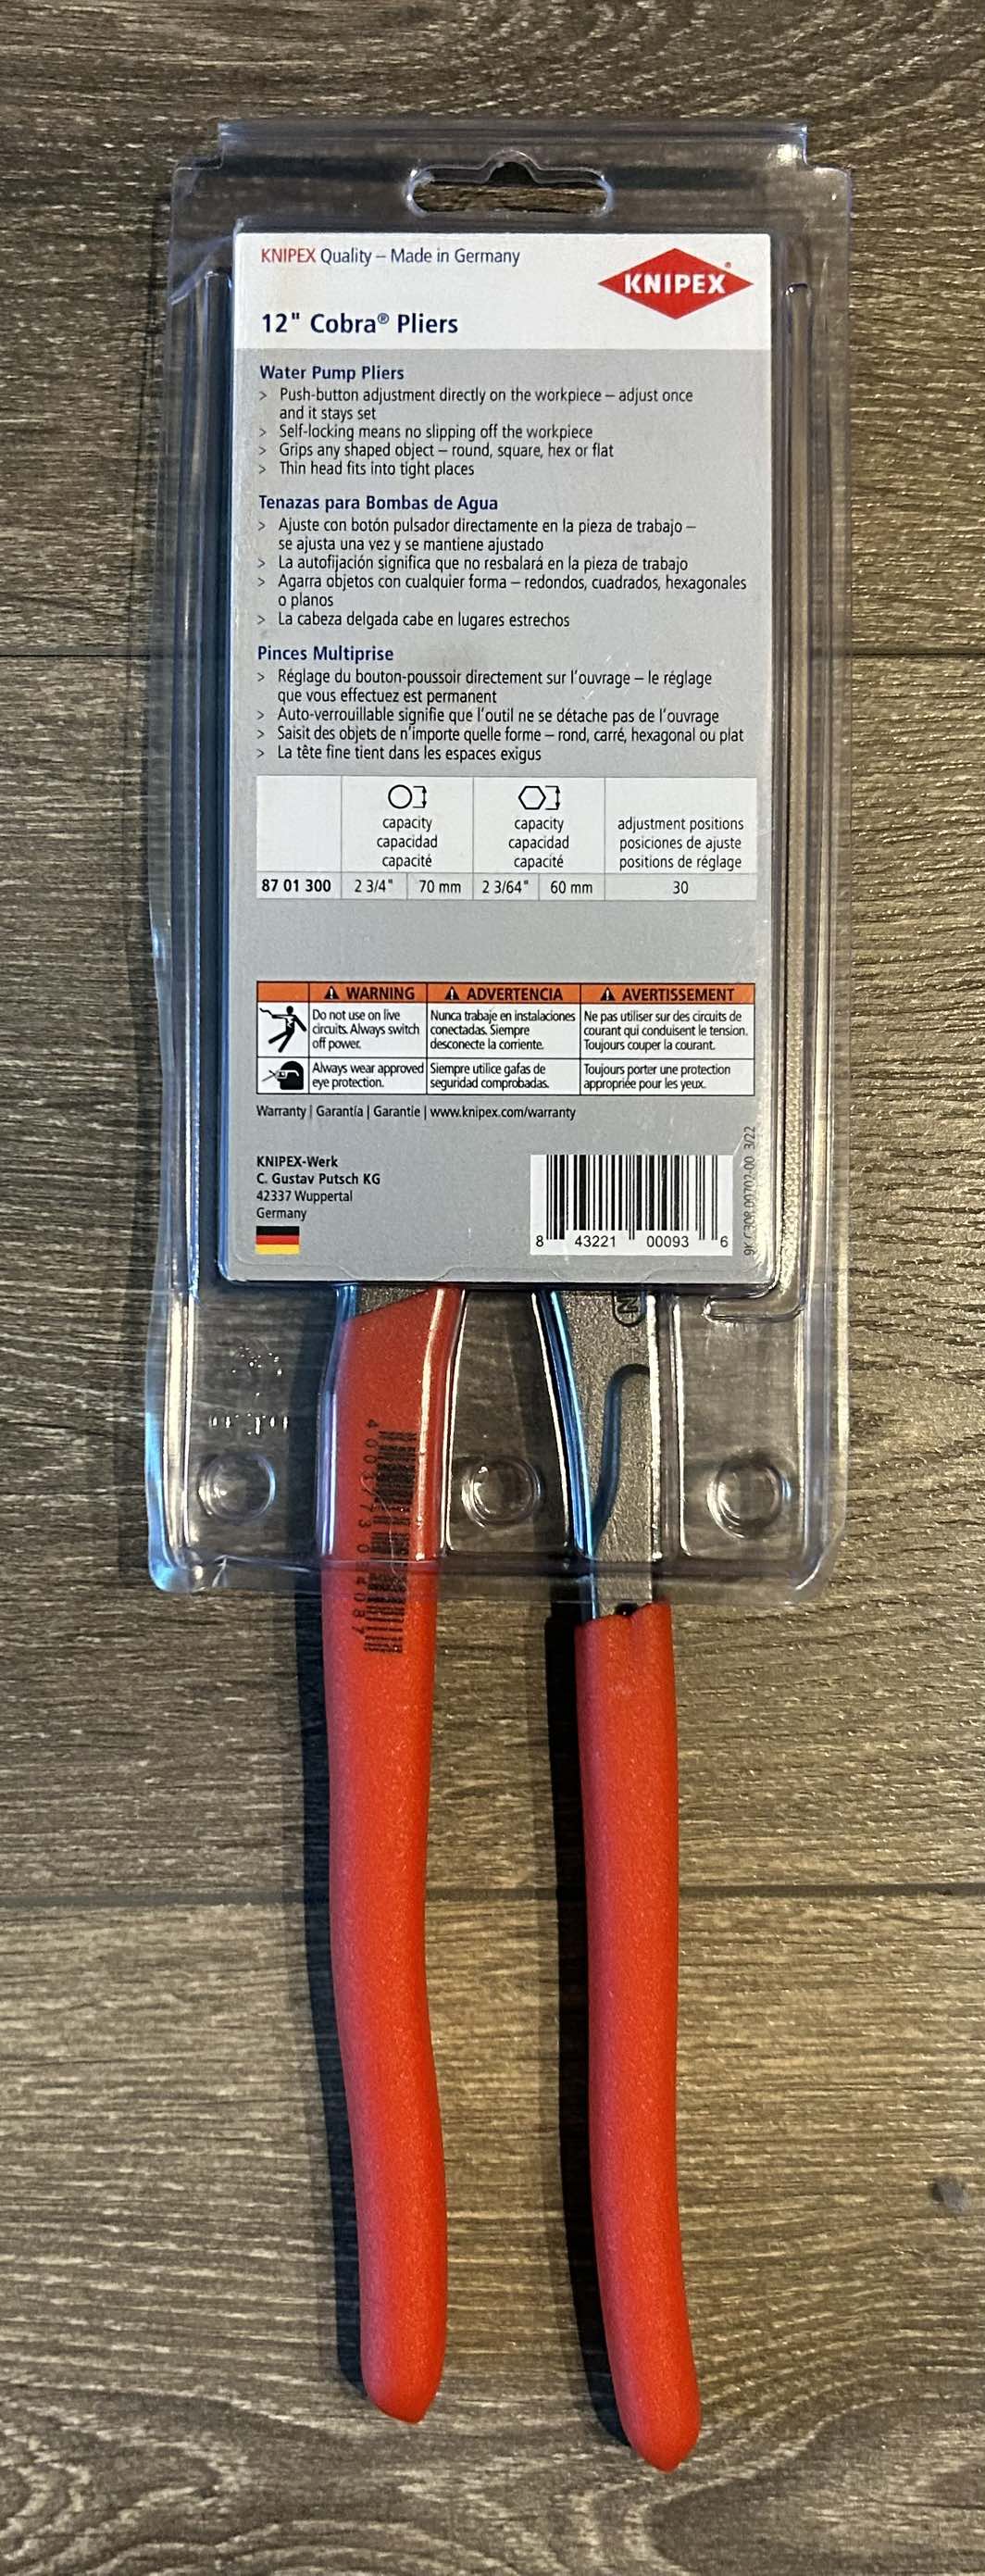 KNIPEX Quality – Made in Germany
KNIPEX®
12" Cobra® Pliers
Water Pump Pliers
> Push-button adjustment directly on the workpiece – adjust once
and it stays set
> Self-locking means no slipping off the workpiece
> Grips any shaped object – round, square, hex or flat
> Thin head fits into tight places
Tenazas para Bombas de Agua
> Ajuste con botón pulsador directamente en la pieza de trabajo –
se ajusta una vez y se mantiene ajustado
> La autofijación significa que no resbalará en la pieza de trabajo
> Agarra objetos con cualquier forma – redondos, cuadrados, hexagonales
o planos
> La cabeza delgada cabe en lugares estrechos
Pinces Multiprise
> Réglage du bouton-poussoir directement sur l'ouvrage – le réglage
que vous effectuez est permanent
> Auto-verrouillable signifie que l'outil ne se détache pas de l'ouvrage
> Saisit des objets de n'importe quelle forme – rond, carré, hexagonal ou plat
> La tête fine tient dans les espaces exigus
capacity
capacidad
capacité
capacity
capacidad
capacité
adjustment positions
posiciones de ajuste
positions de réglage
87 01 300 2 3/4" 70 mm 2 3/64" 60 mm 30
WARNING
Do not use on live
circuits. Always switch
off power.
Always wear approved
eye protection.
ADVERTENCIA
Nunca trabaje en instalaciones
conectadas. Siempre
desconecte la corriente.
Siempre utilice gafas de
seguridad comprobadas.
AVERTISSEMENT
Ne pas utiliser sur des circuits de
courant qui conduisent le tension.
Toujours couper la courant.
Toujours porter une protection
appropriée pour les yeux.
Warranty | Garantía | Garantie | www.knipex.com/warranty
KNIPEX-Werk
C. Gustav Putsch KG
42337 Wuppertal
Germany
8 43221 00093 6
3/22